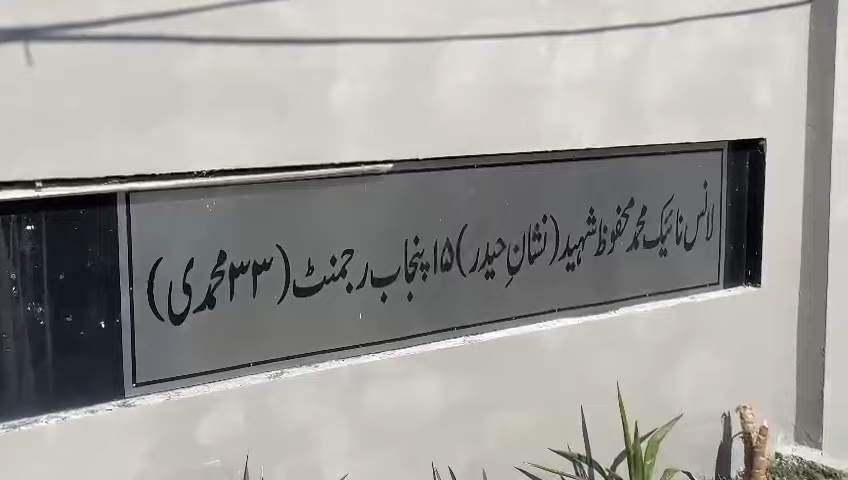 لانس نائیک محمد محفوظ شہید (نشانِ حیدر) ۱۵ پنجاب رجمنٹ (۳۳ محمدی)